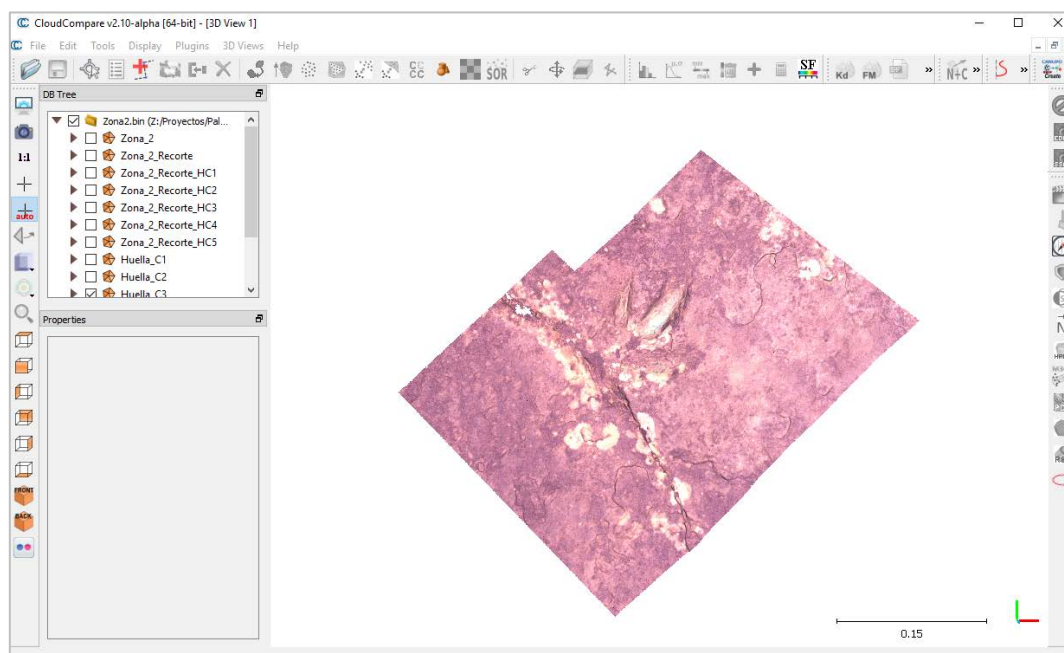 CloudCompare v2.10-alpha [64-bit] - [3D View 1]
File Edit Tools Display Plugins 3D Views Help
SOR
SF
Kd
FM
N+C
DB Tree
Zona2.bin (Z:/Proyectos/Pal...
Zona_2
Zona_2_Recorte
Zona_2_Recorte_HC1
Zona_2_Recorte_HC2
Zona_2_Recorte_HC3
Zona_2_Recorte_HC4
Zona_2_Recorte_HC5
Huella_C1
Huella_C2
Huella_C3
1:1
auto
Properties
FRONT
BACK
0.15